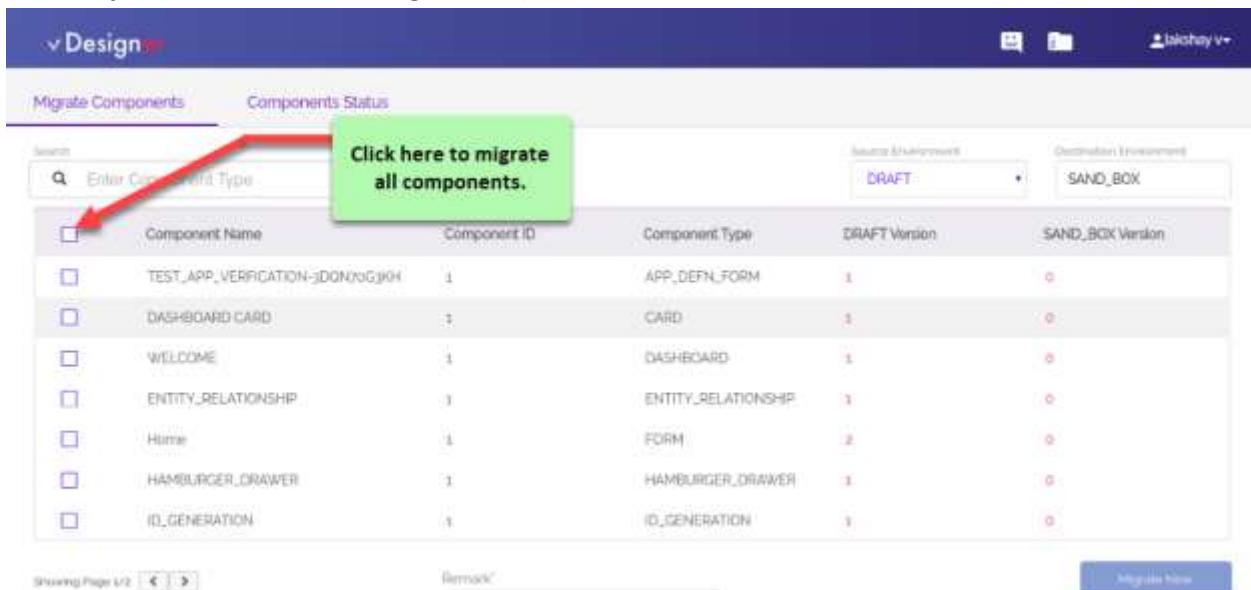 vDesigner
lakshay v
Migrate Components Components Status
Click here to migrate
all components.
Search Source Environment Destination Environment
Enter Component Type DRAFT SAND_BOX
Component Name Component ID Component Type DRAFT Version SAND_BOX Version
1 APP_DEFN_FORM 1 0
DASHBOARD CARD 1 CARD 1 0
WELCOME 1 DASHBOARD 1 0
ENTITY_RELATIONSHIP 1 ENTITY_RELATIONSHIP 1 0
Home 1 FORM 2 0
HAMBURGER_DRAWER 1 HAMBURGER_DRAWER 1 0
ID_GENERATION 1 ID_GENERATION 1 0
Showing Page 1/2 Remark* Migrate Now